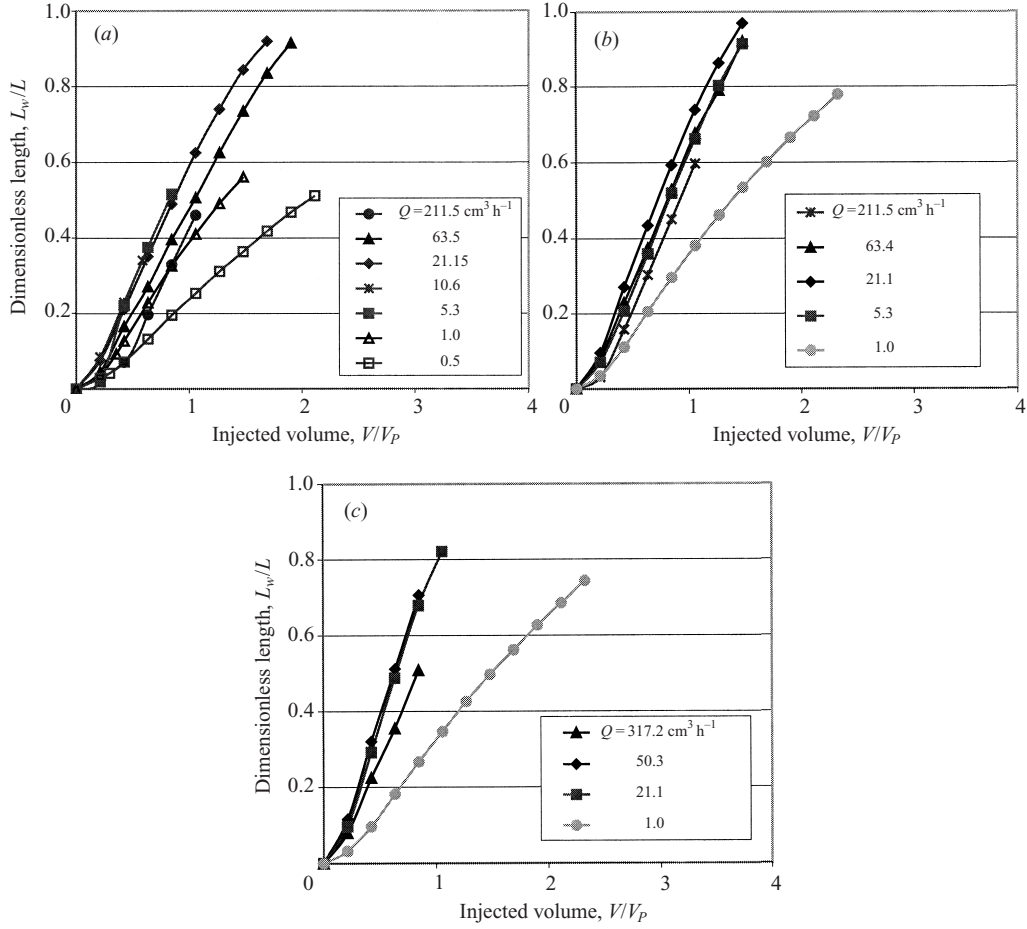 (a)
Dimensionless length, L_w/L
1.0
0.8
0.6
0.4
0.2
0 1 2 3 4
Injected volume, V/V_P
Q=211.5 cm³ h⁻¹
63.5
21.15
10.6
5.3
1.0
0.5
(b)
1.0
0.8
0.6
0.4
0.2
0 1 2 3 4
Injected volume, V/V_P
Q=211.5 cm³ h⁻¹
63.4
21.1
5.3
1.0
(c)
Dimensionless length, L_w/L
1.0
0.8
0.6
0.4
0.2
0 1 2 3 4
Injected volume, V/V_P
Q=317.2 cm³ h⁻¹
50.3
21.1
1.0